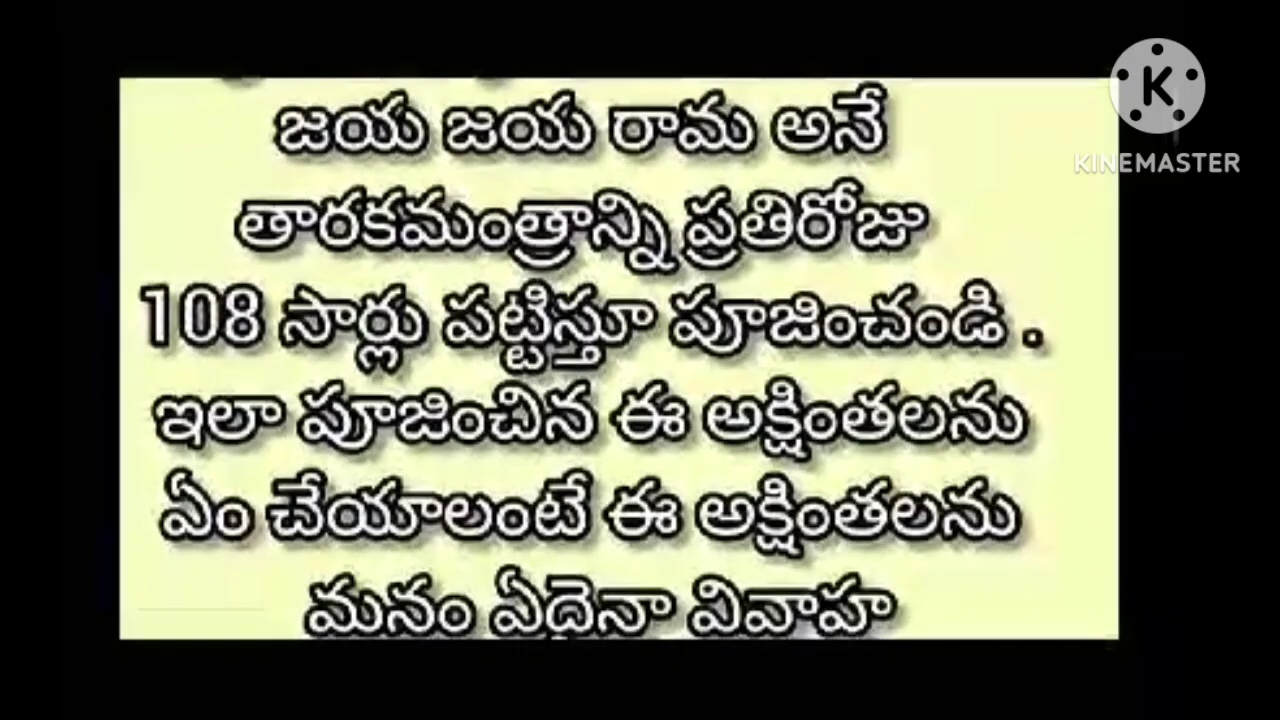 జయ జయ రామ అనే
తారకమంత్రాన్ని ప్రతిరోజు
108 సార్లు పట్టిస్తూ పూజించండి .
ఇలా పూజించిన ఈ అక్షింతలను
ఏం చేయాలంటే ఈ అక్షింతలను
మనం ఏదైనా వివాహ
K
KINEMASTER